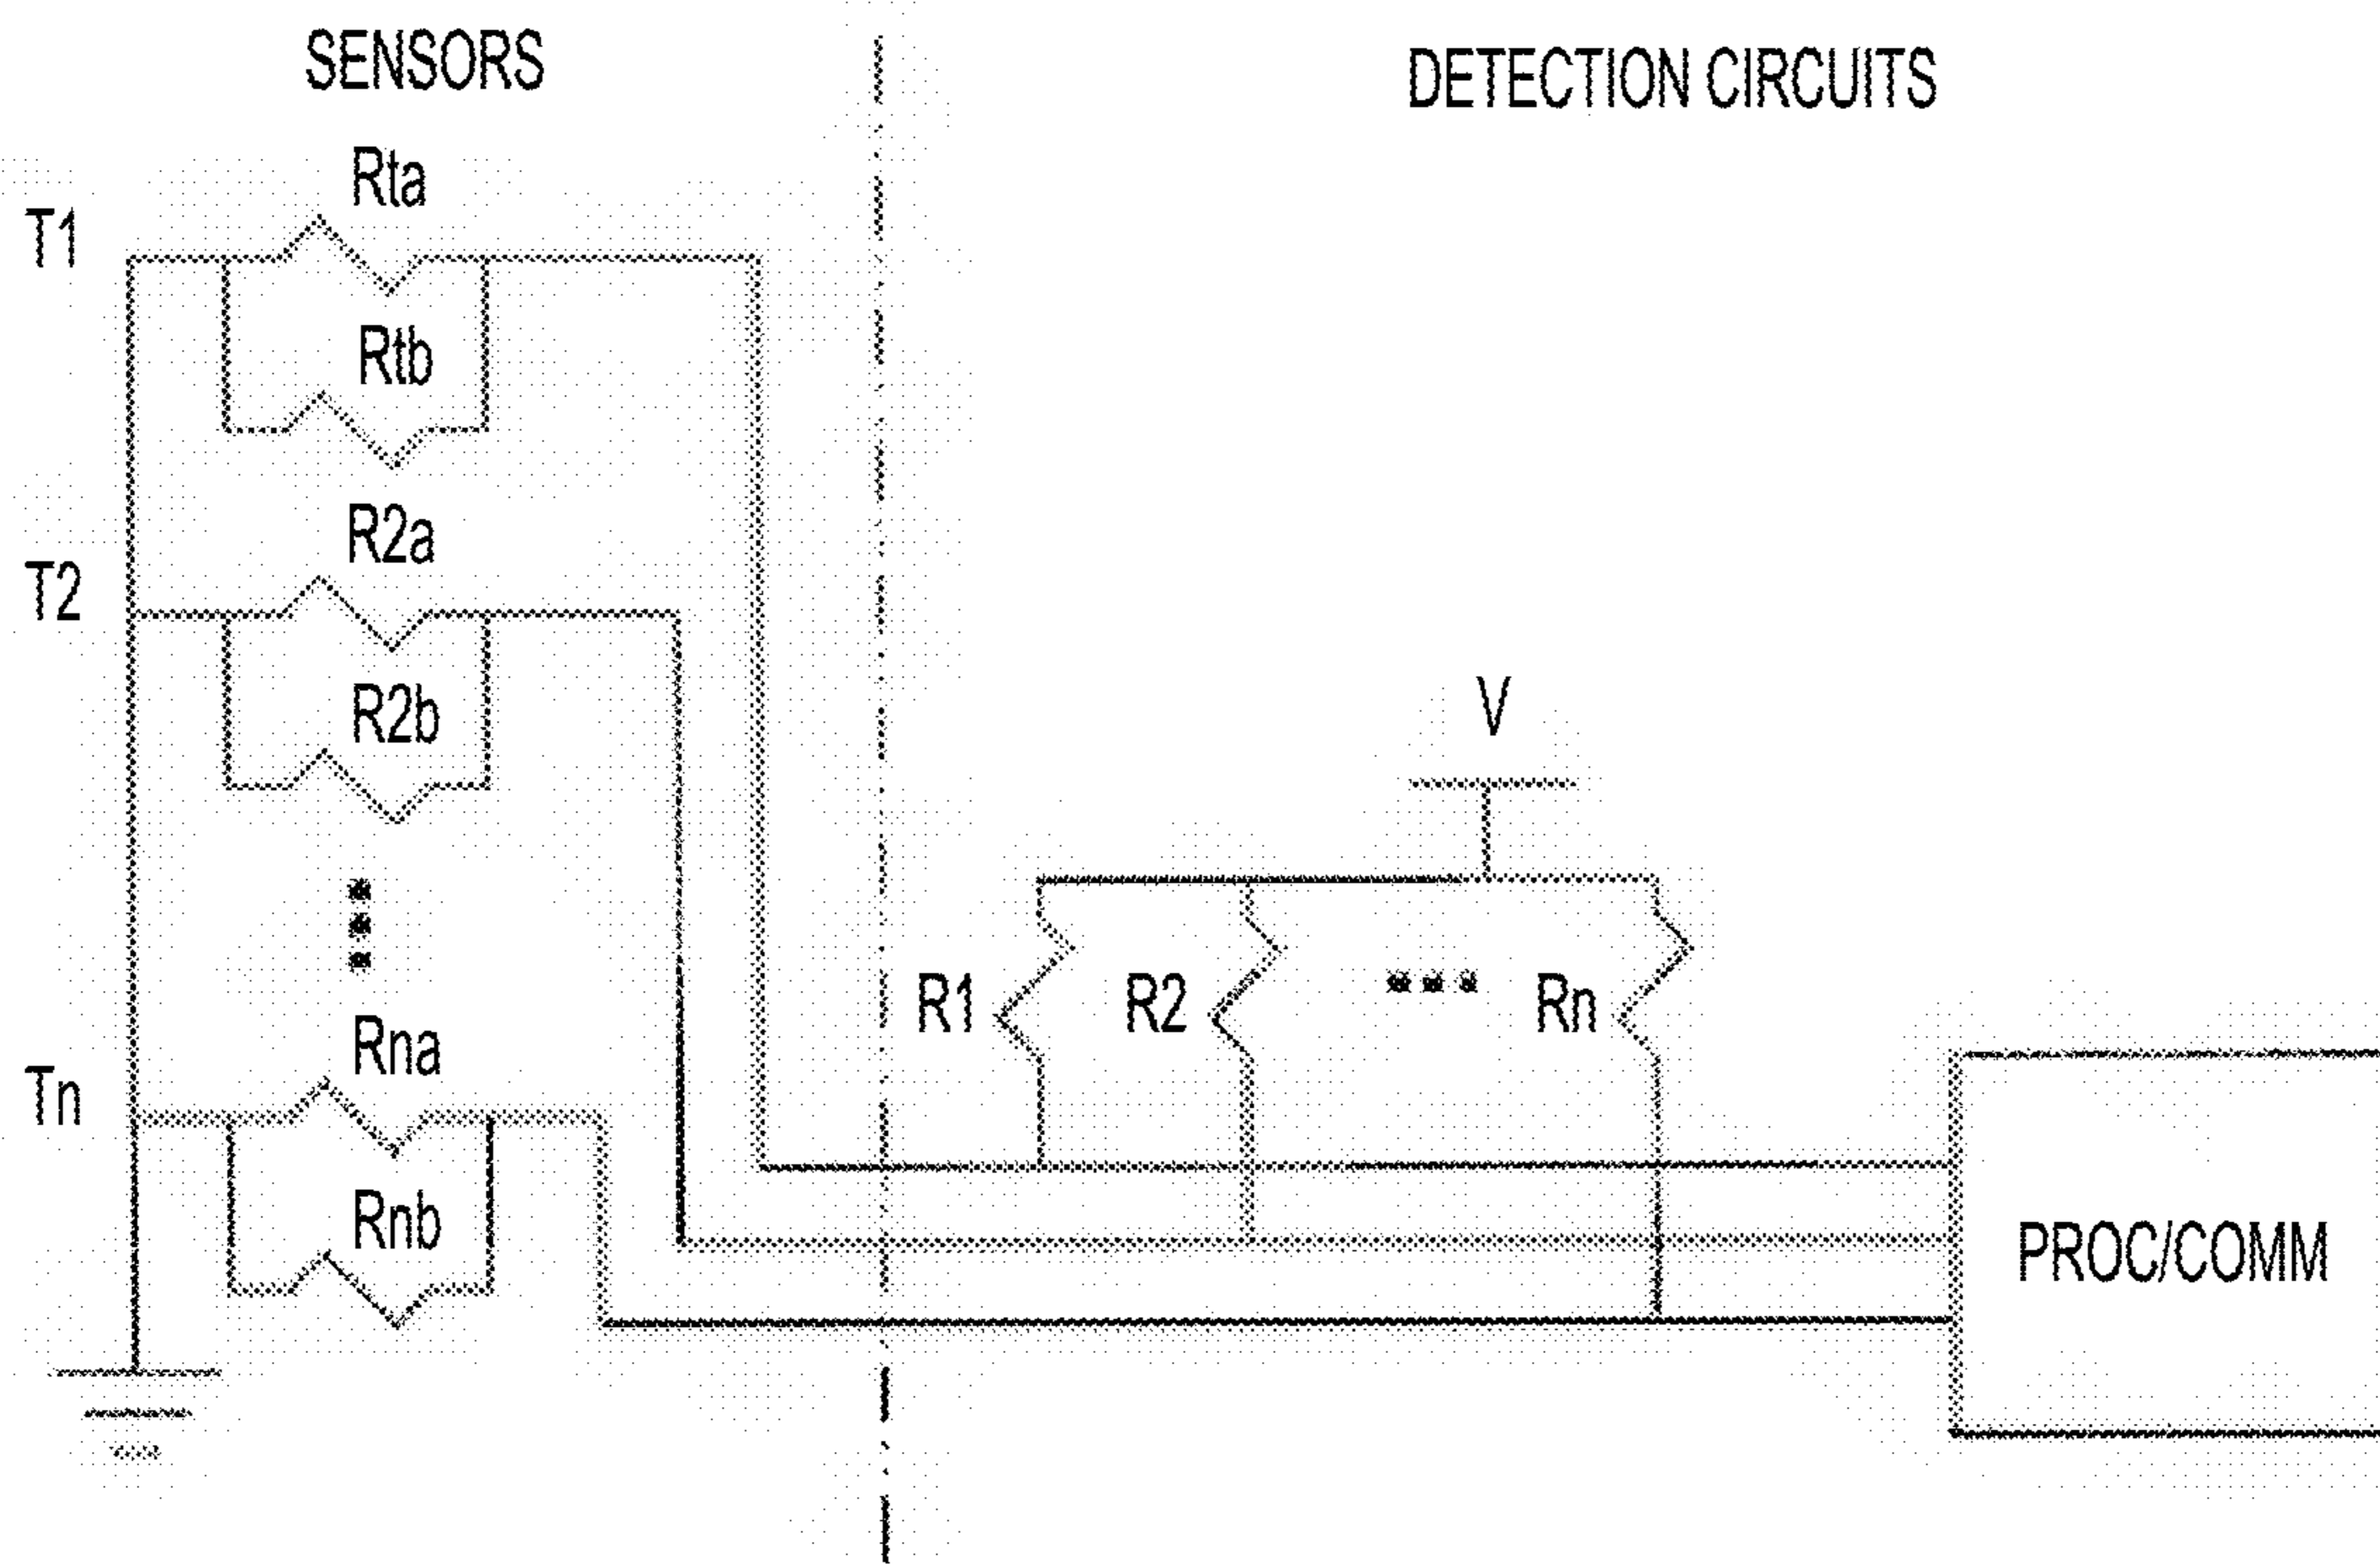 SENSORS
DETECTION CIRCUITS
Rta
T1
Rtb
R2a
T2
R2b
V
R1
R2
Rn
Rna
Tn
Rnb
PROC/COMM